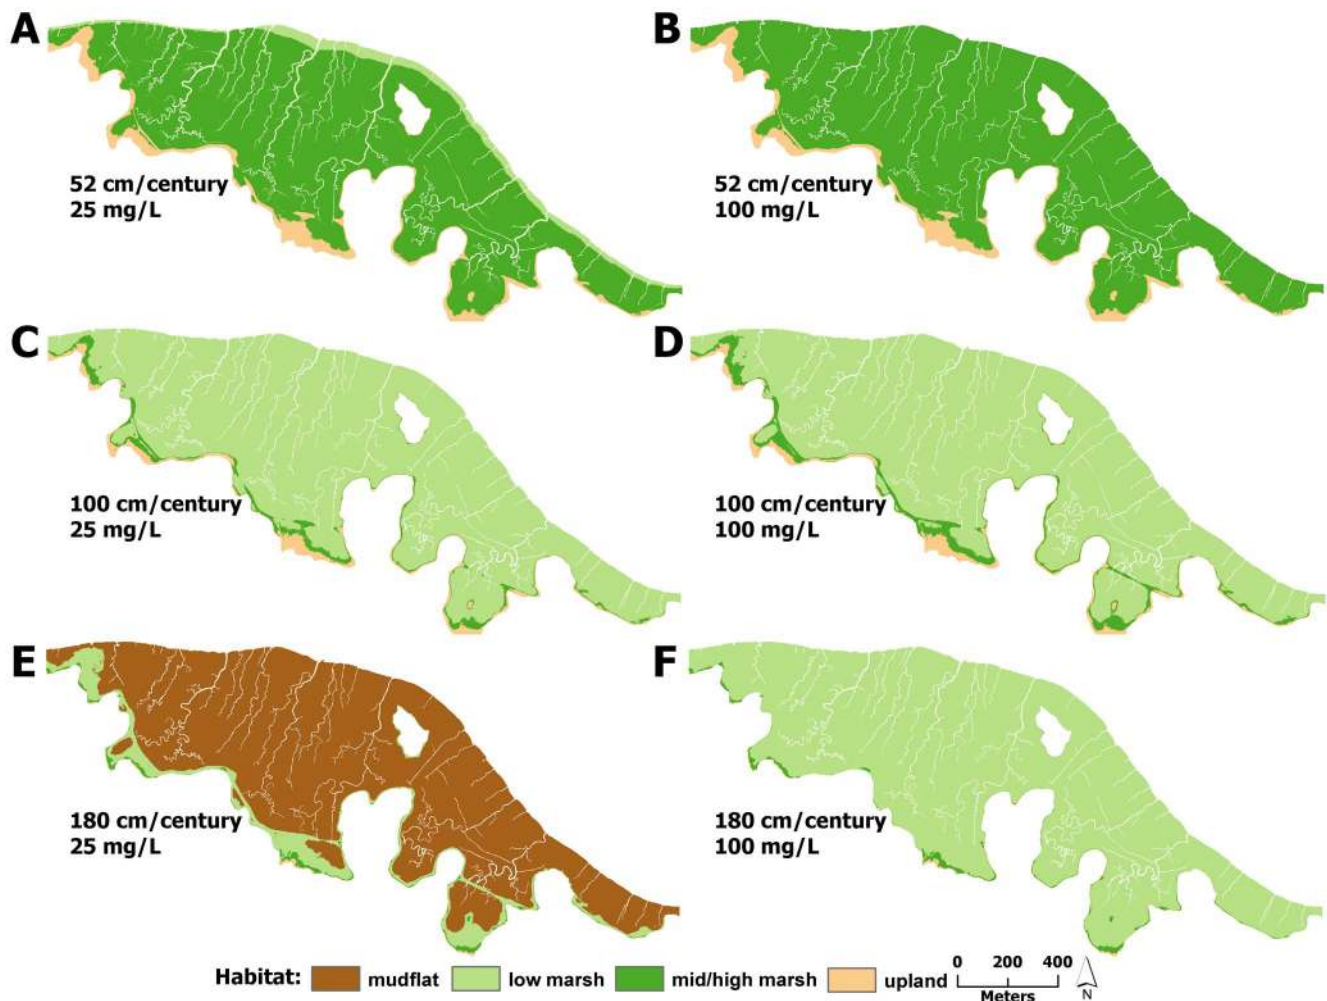 A
B
52 cm/century
25 mg/L
52 cm/century
100 mg/L
C
D
100 cm/century
25 mg/L
100 cm/century
100 mg/L
E
F
180 cm/century
25 mg/L
180 cm/century
100 mg/L
Habitat: mudflat low marsh mid/high marsh upland
0 200 400
Meters
N